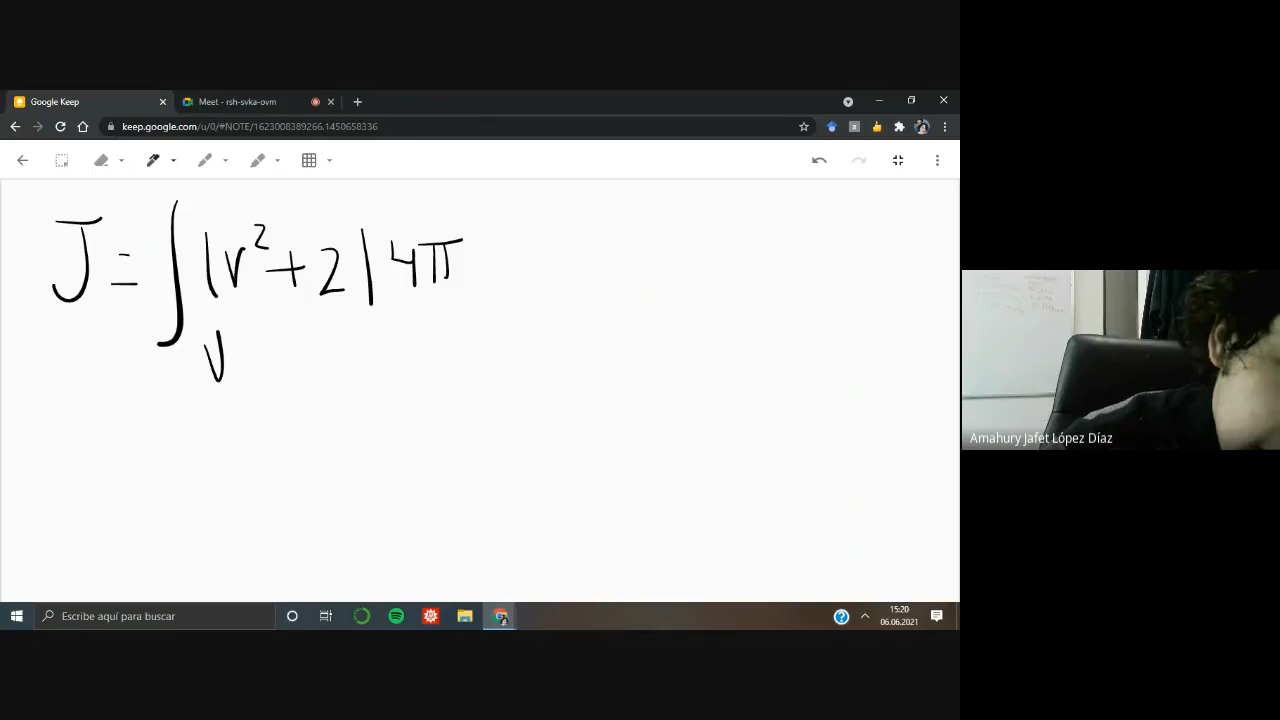 Google Keep
Meet - rsh-svka-ovm
keep.google.com/u/0/#NOTE/1623008389266.1450658336
J = ∫ |r² + 2| 4π
V
Amahury Jafet López Díaz
Escribe aquí para buscar
15:20
06.06.2021